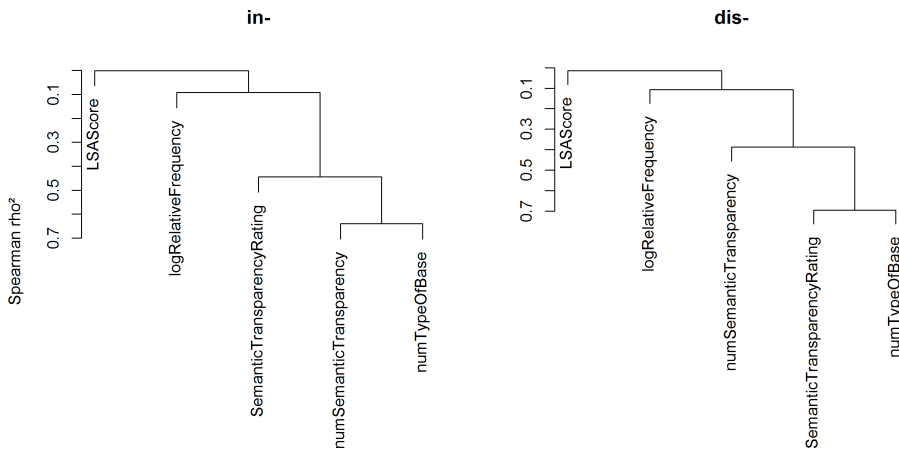 in-
Spearman rho²
0.1
0.3
0.5
0.7
LSAScore
logRelativeFrequency
SemanticTransparencyRating
numSemanticTransparency
numTypeOfBase
dis-
0.1
0.3
0.5
0.7
LSAScore
logRelativeFrequency
numSemanticTransparency
SemanticTransparencyRating
numTypeOfBase